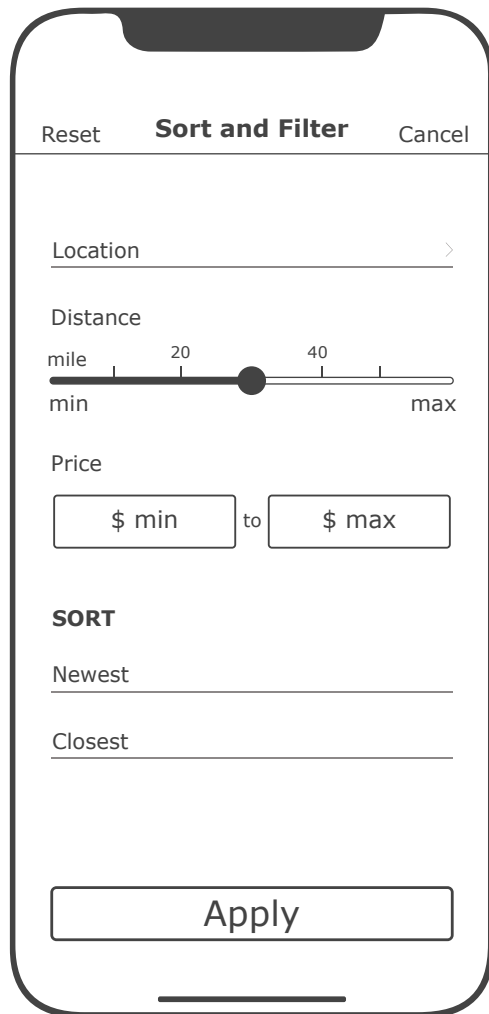 Reset Sort and Filter Cancel
Location
Distance
mile 20 40
min max
Price
$ min to $ max
SORT
Newest
Closest
Apply